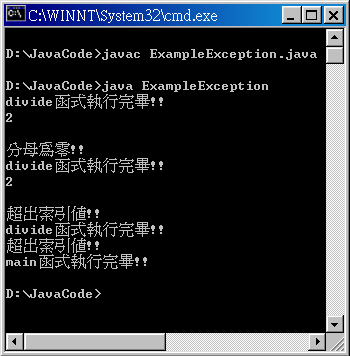 C:\WINNT\System32\cmd.exe
D:\JavaCode>javac ExampleException.java
D:\JavaCode>java ExampleException
divide函式執行完畢!!
2
分母為零!!
divide函式執行完畢!!
2
超出索引值!!
divide函式執行完畢!!
超出索引值!!
main函式執行完畢!!
D:\JavaCode>